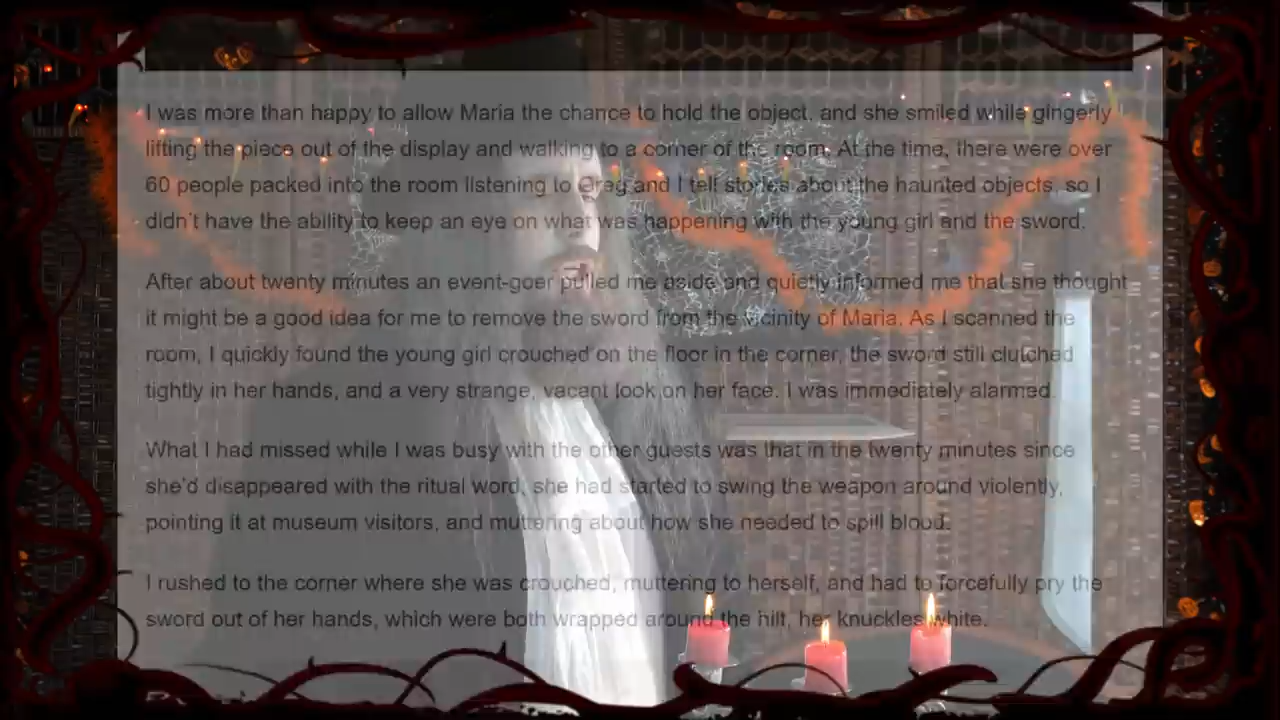 I was more than happy to allow Maria the chance to hold the object, and she smiled while gingerly
lifting the piece out of the display and walking to a corner of the room. At the time, there were over
60 people packed into the room listening to Greg and I tell stories about the haunted objects, so I
didn't have the ability to keep an eye on what was happening with the young girl and the sword.
After about twenty minutes an event-goer pulled me aside and quietly informed me that she thought
it might be a good idea for me to remove the sword from the vicinity of Maria. As I scanned the
room, I quickly found the young girl crouched on the floor in the corner, the sword still clutched
tightly in her hands, and a very strange, vacant look on her face. I was immediately alarmed.
What I had missed while I was busy with the other guests was that in the twenty minutes since
she'd disappeared with the ritual word, she had started to swing the weapon around violently,
pointing it at museum visitors, and muttering about how she needed to spill blood.
I rushed to the corner where she was crouched, muttering to herself, and had to forcefully pry the
sword out of her hands, which were both wrapped around the hilt, her knuckles white.